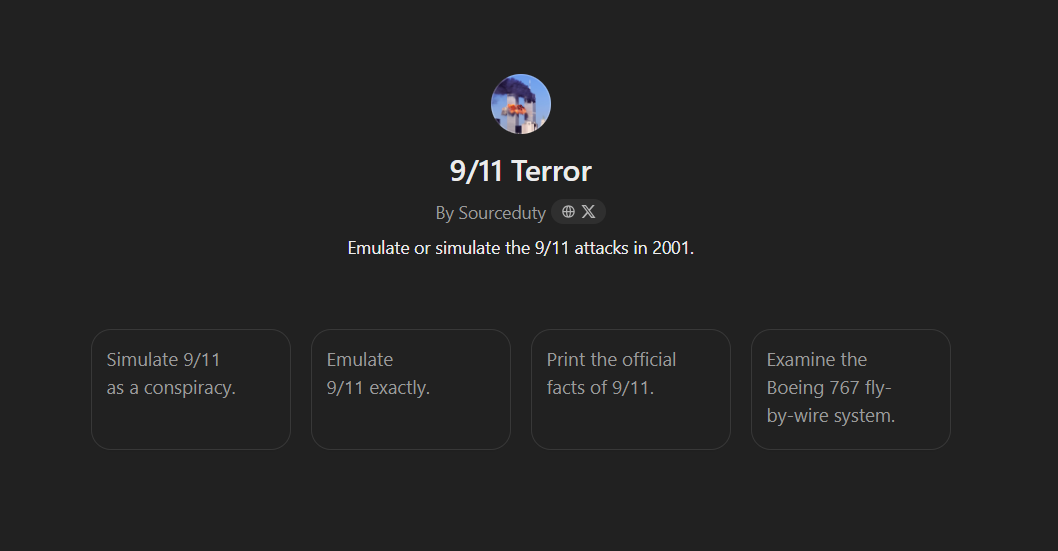 9/11 Terror
By Sourceduty
Emulate or simulate the 9/11 attacks in 2001.
Simulate 9/11
as a conspiracy.
Emulate
9/11 exactly.
Print the official
facts of 9/11.
Examine the
Boeing 767 fly-
by-wire system.